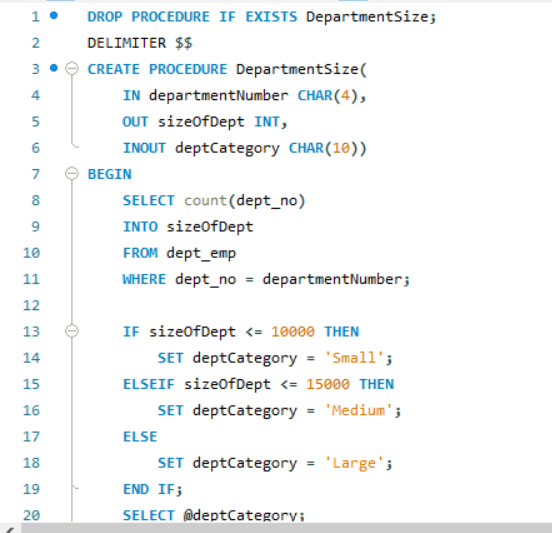 1 DROP PROCEDURE IF EXISTS DepartmentSize;
2 DELIMITER $$
3 CREATE PROCEDURE DepartmentSize(
4 IN departmentNumber CHAR(4),
5 OUT sizeOfDept INT,
6 INOUT deptCategory CHAR(10))
7 BEGIN
8 SELECT count(dept_no)
9 INTO sizeOfDept
10 FROM dept_emp
11 WHERE dept_no = departmentNumber;
12
13 IF sizeOfDept <= 10000 THEN
14 SET deptCategory = 'Small';
15 ELSEIF sizeOfDept <= 15000 THEN
16 SET deptCategory = 'Medium';
17 ELSE
18 SET deptCategory = 'Large';
19 END IF;
20 SELECT @deptCategory;